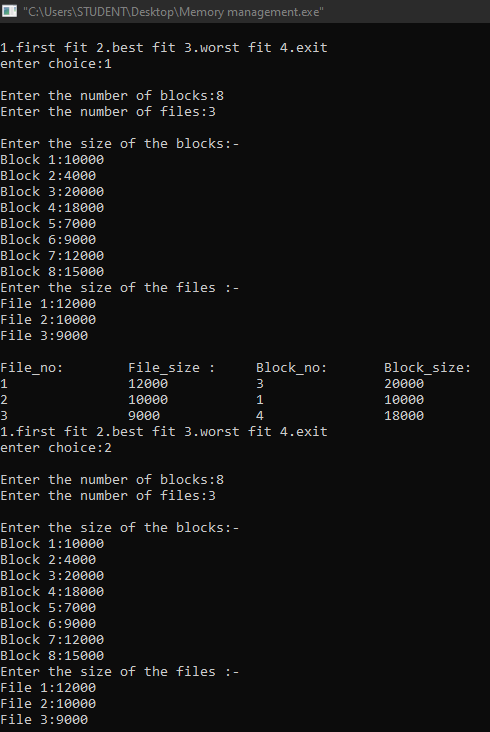 "C:\Users\STUDENT\Desktop\Memory management.exe"
1.first fit 2.best fit 3.worst fit 4.exit
enter choice:1
Enter the number of blocks:8
Enter the number of files:3
Enter the size of the blocks:-
Block 1:10000
Block 2:4000
Block 3:20000
Block 4:18000
Block 5:7000
Block 6:9000
Block 7:12000
Block 8:15000
Enter the size of the files :-
File 1:12000
File 2:10000
File 3:9000
File_no: File_size : Block_no: Block_size:
1 12000 3 20000
2 10000 1 10000
3 9000 4 18000
1.first fit 2.best fit 3.worst fit 4.exit
enter choice:2
Enter the number of blocks:8
Enter the number of files:3
Enter the size of the blocks:-
Block 1:10000
Block 2:4000
Block 3:20000
Block 4:18000
Block 5:7000
Block 6:9000
Block 7:12000
Block 8:15000
Enter the size of the files :-
File 1:12000
File 2:10000
File 3:9000